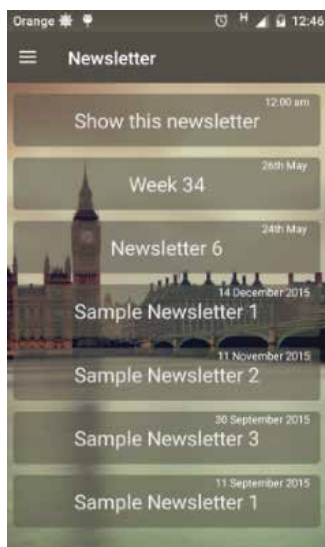 Orange H 12:46
Newsletter
12:00 am
Show this newsletter
26th May
Week 34
24th May
Newsletter 6
14 December 2015
Sample Newsletter 1
11 November 2015
Sample Newsletter 2
30 September 2015
Sample Newsletter 3
11 September 2015
Sample Newsletter 1